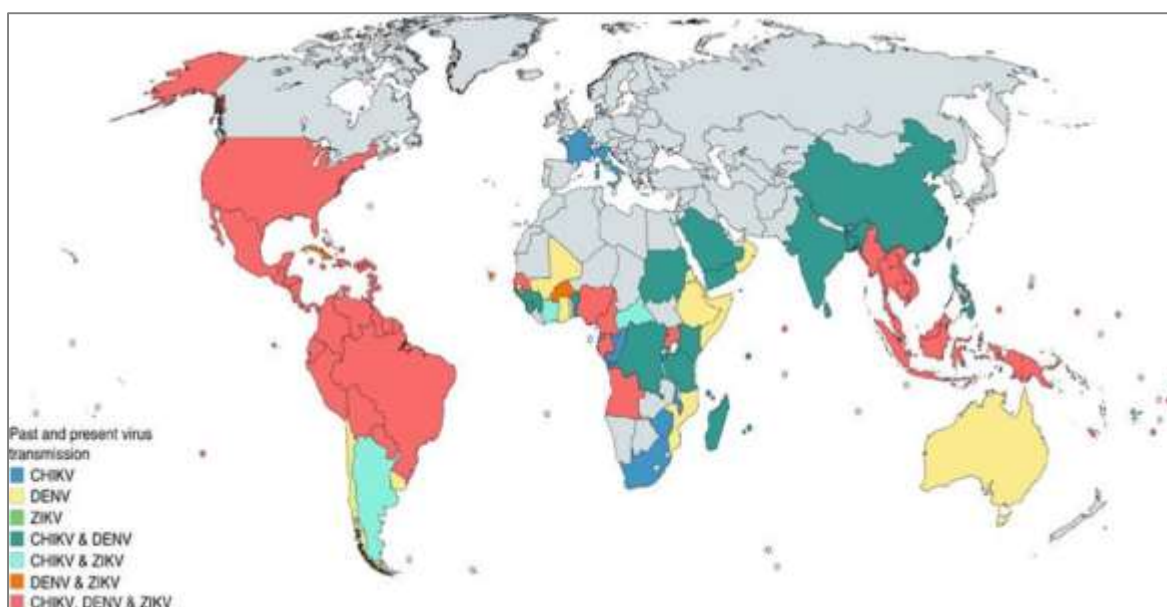 Past and present virus
transmission
CHIKV
DENV
ZIKV
CHIKV & DENV
CHIKV & ZIKV
DENV & ZIKV
CHIKV, DENV & ZIKV